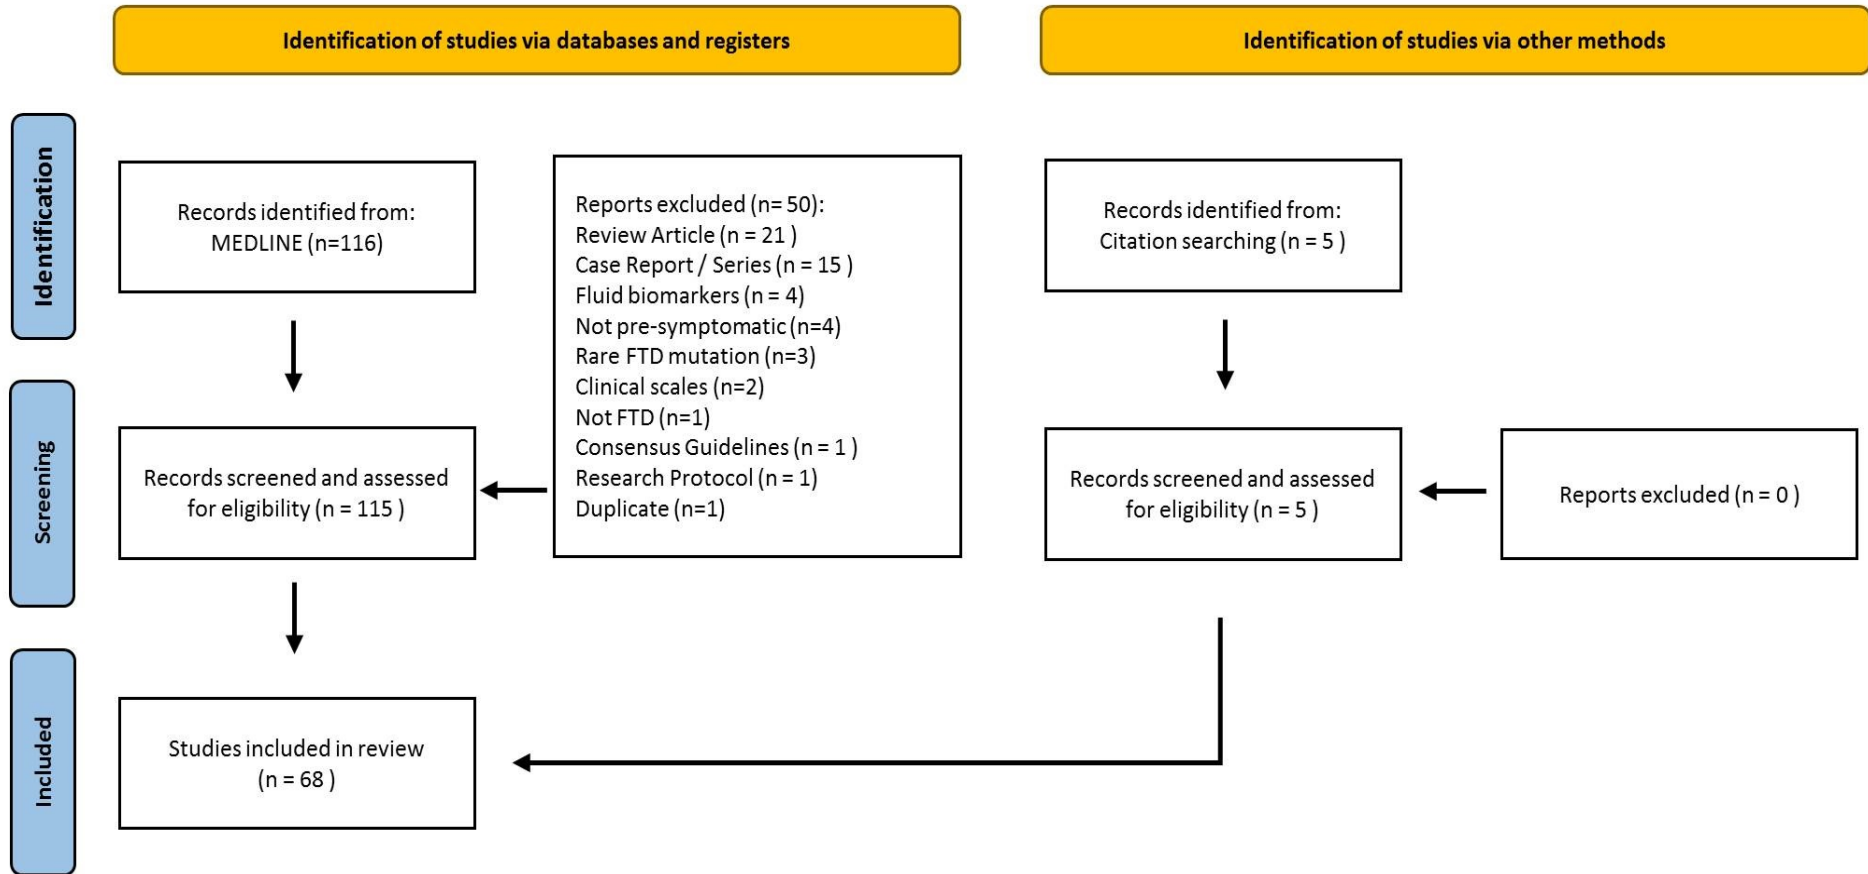 Identification of studies via databases and registers
Identification of studies via other methods
Identification
Records identified from:
MEDLINE (n=116)
Reports excluded (n= 50):
Review Article (n = 21 )
Case Report / Series (n = 15 )
Fluid biomarkers (n = 4)
Not pre-symptomatic (n=4)
Rare FTD mutation (n=3)
Clinical scales (n=2)
Not FTD (n=1)
Consensus Guidelines (n = 1 )
Research Protocol (n = 1)
Duplicate (n=1)
Records identified from:
Citation searching (n = 5 )
Screening
Records screened and assessed
for eligibility (n = 115 )
Records screened and assessed
for eligibility (n = 5 )
Reports excluded (n = 0 )
Included
Studies included in review
(n = 68 )